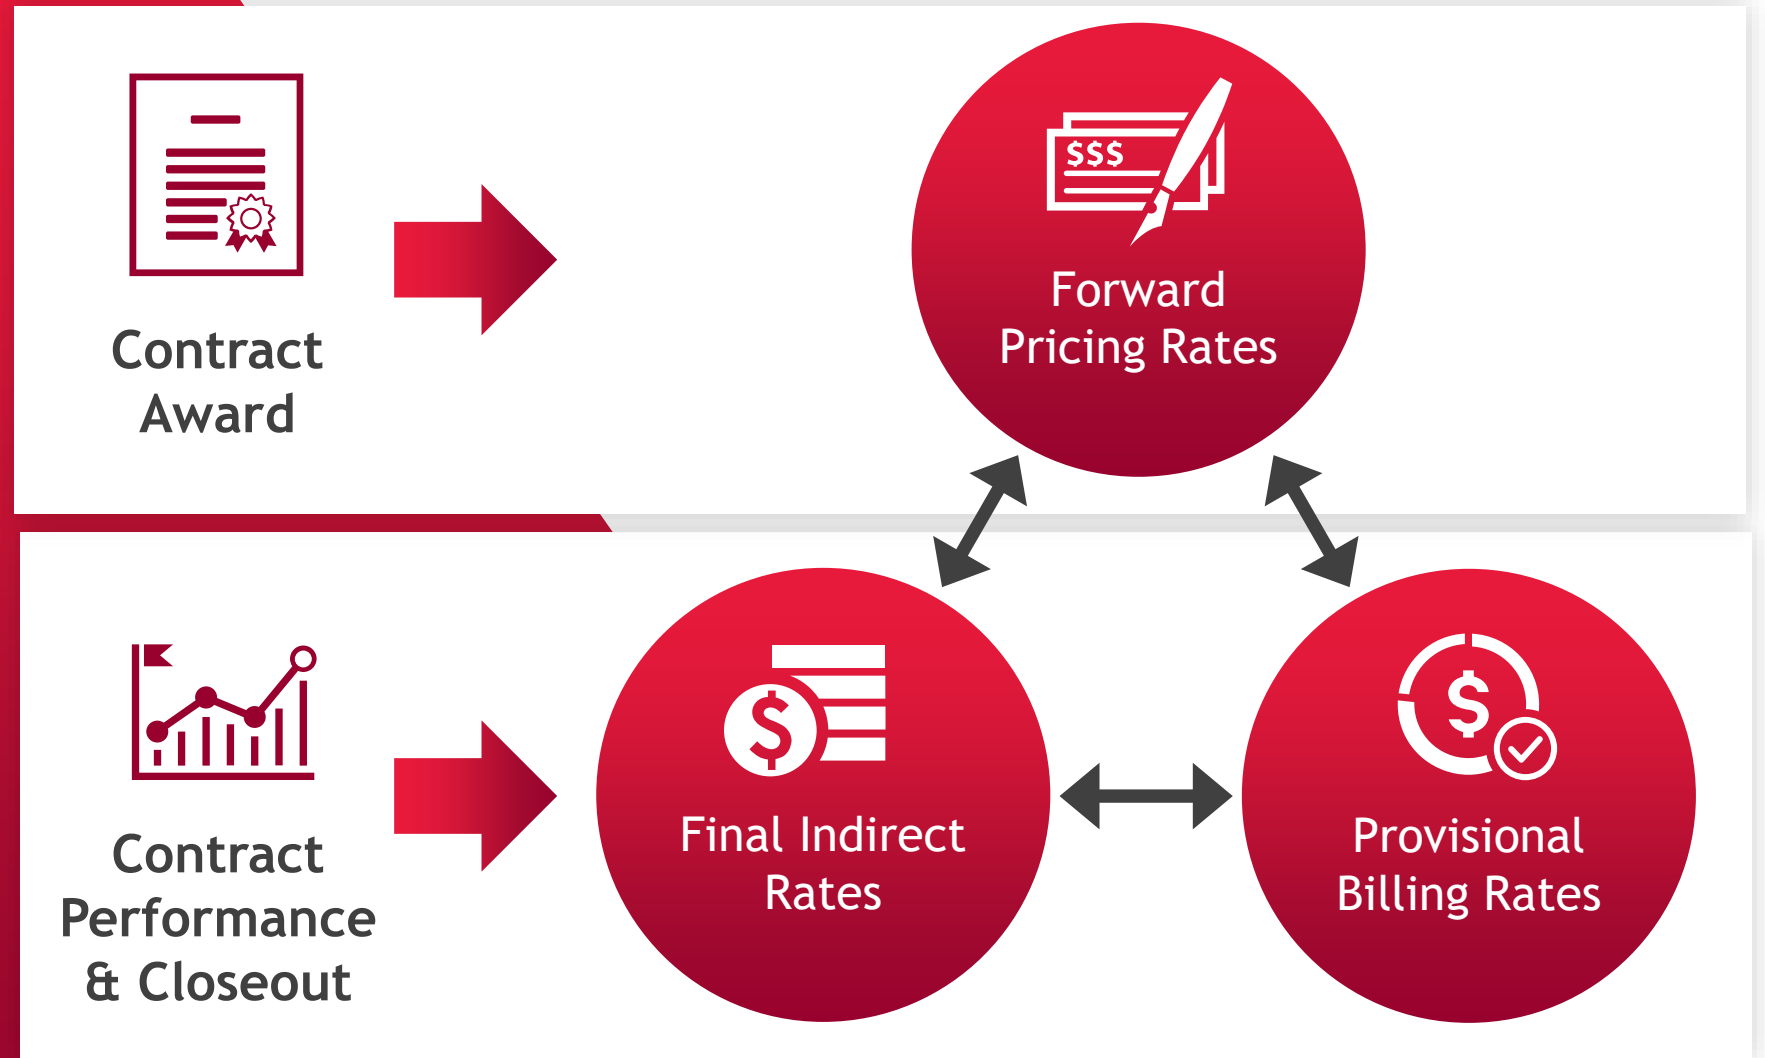 $$$
Forward
Pricing Rates
Contract
Award
$
Final Indirect
Rates
$
Provisional
Billing Rates
Contract
Performance
& Closeout